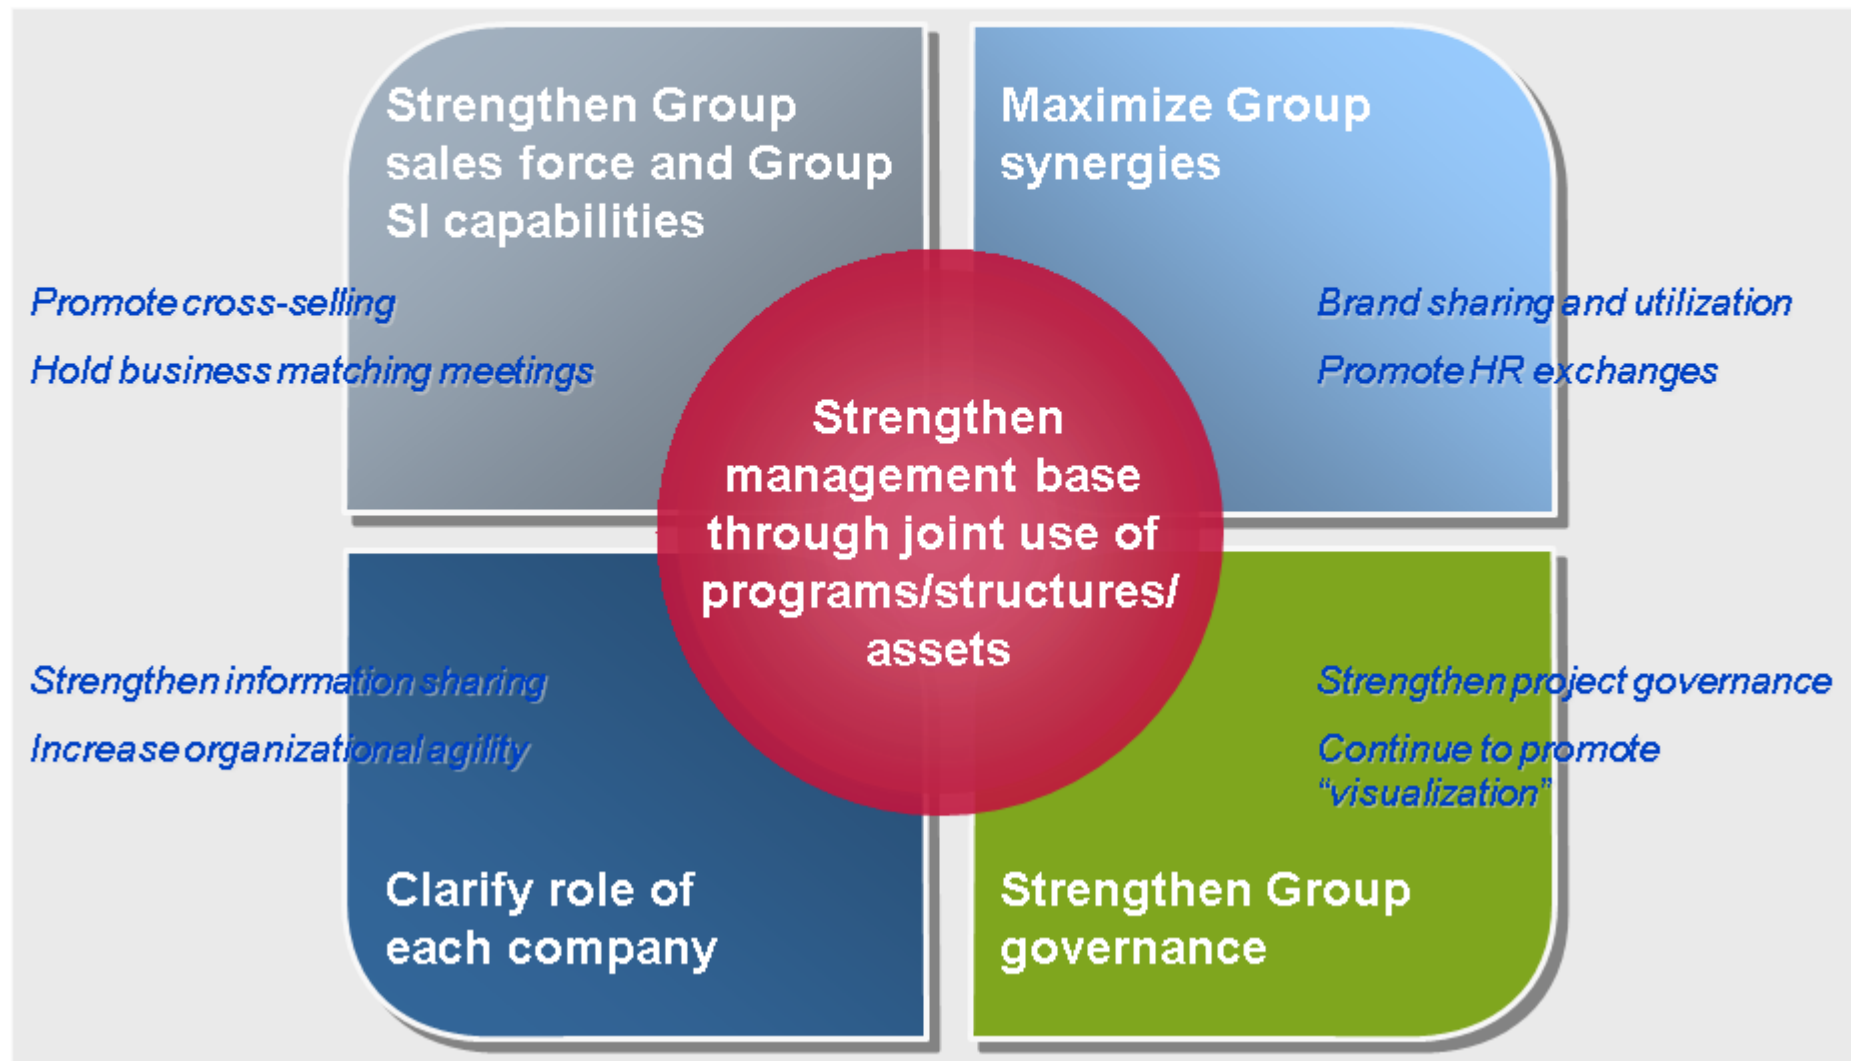 Strengthen Group
sales force and Group
SI capabilities
Maximize Group
synergies
Promote cross-selling
Hold business matching meetings
Brand sharing and utilization
Promote HR exchanges
Strengthen
management base
through joint use of
programs/structures/
assets
Strengthen information sharing
Increase organizational agility
Strengthen project governance
Continue to promote
“visualization”
Clarify role of
each company
Strengthen Group
governance